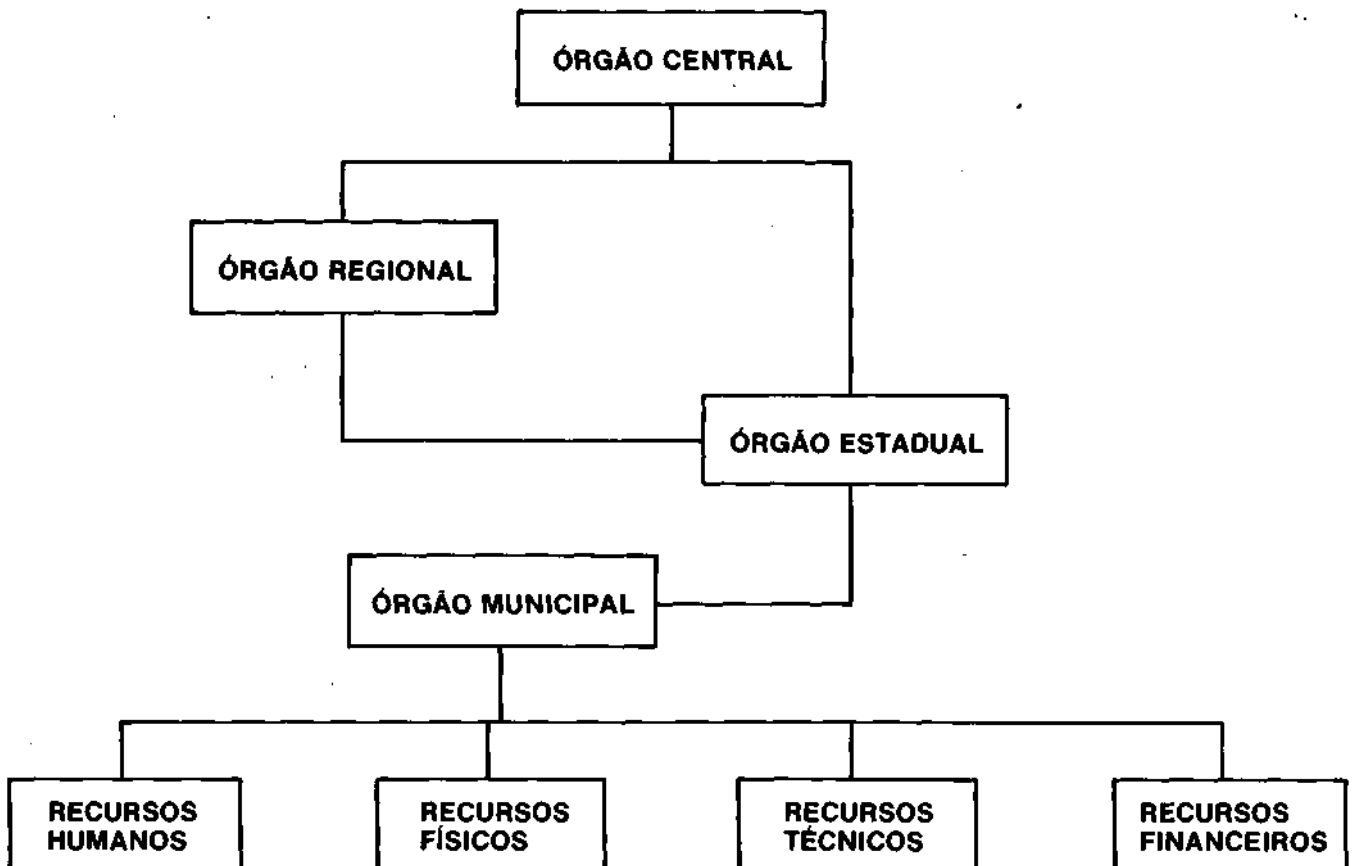 ÓRGÃO CENTRAL
ÓRGÃO REGIONAL
ÓRGÃO ESTADUAL
ÓRGÃO MUNICIPAL
RECURSOS
HUMANOS
RECURSOS
FÍSICOS
RECURSOS
TÉCNICOS
RECURSOS
FINANCEIROS